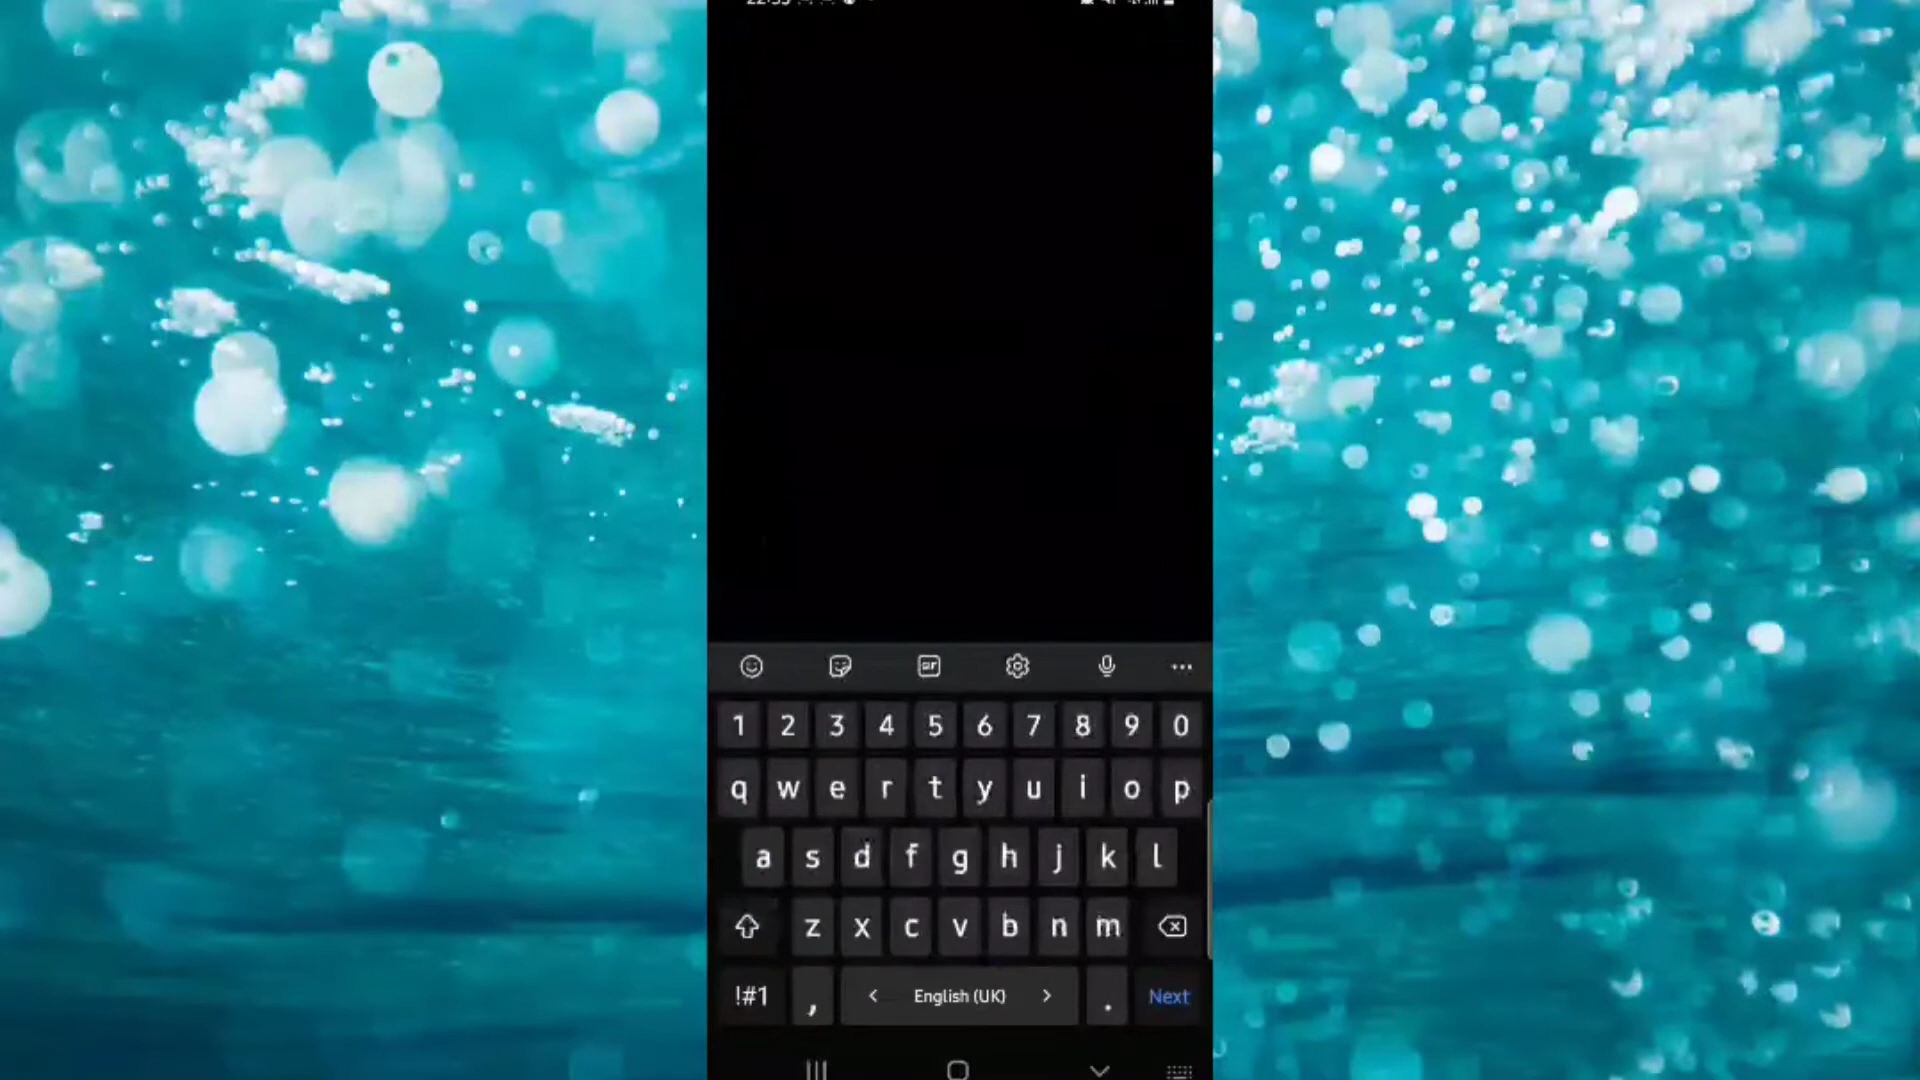 1 2 3 4 5 6 7 8 9 0
q w e r t y u i o p
a s d f g h j k l
z x c v b n m
!#1 , < English (UK) > . Next